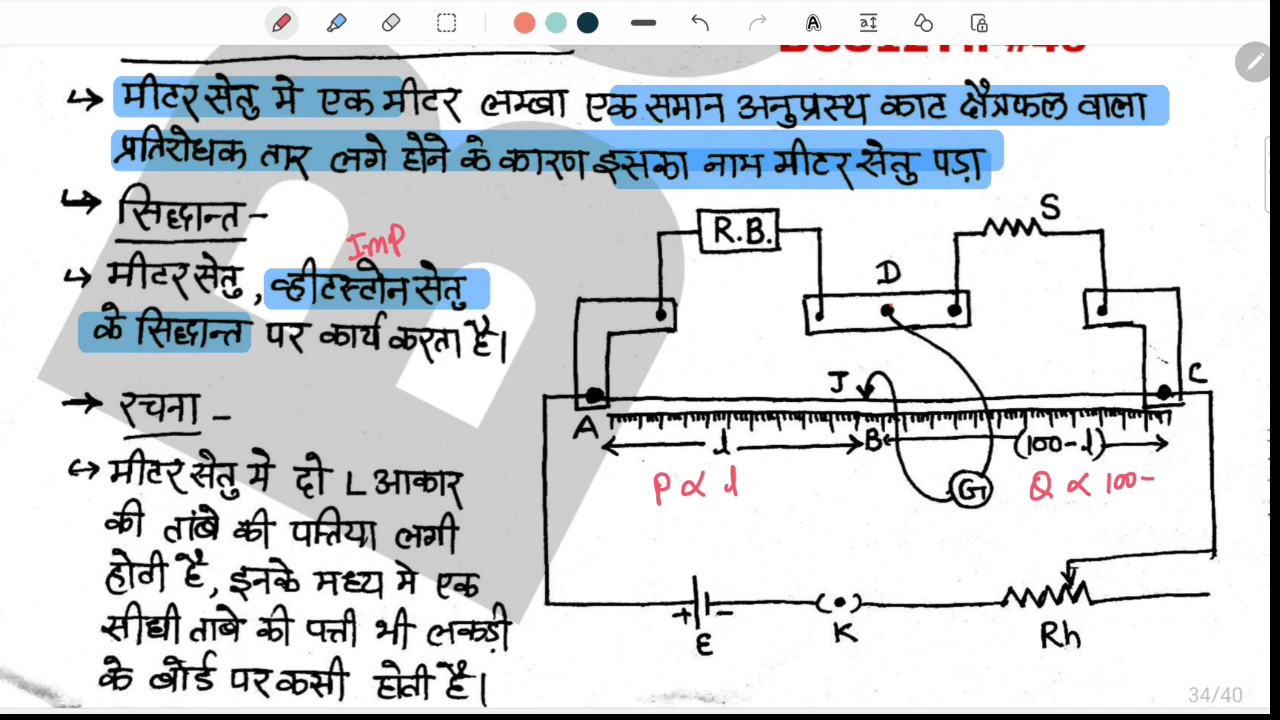 → मीटर सेतु मे एक मीटर लम्बा एक समान अनुप्रस्थ काट क्षैत्रफल वाला
प्रतिरोधक तार लगे होने के कारण इसका नाम मीटर सेतु पड़ा
→ सिद्धान्त -
Imp
→ मीटर सेतु, व्हीटस्टोन सेतु
के सिद्धान्त पर कार्य करता है।
→ रचना -
→ मीटर सेतु मे दो L आकार
की तांबे की पत्तिया लगी
होती है, इनके मध्य मे एक
सीधी तांबे की पत्ती भी लकड़ी
के बोर्ड पर कसी होती है।
R.B.
S
D
J
C
A
l
B
(100-l)
P ∝ l
G
Q ∝ 100-
+
-
E
K
Rh
34/40